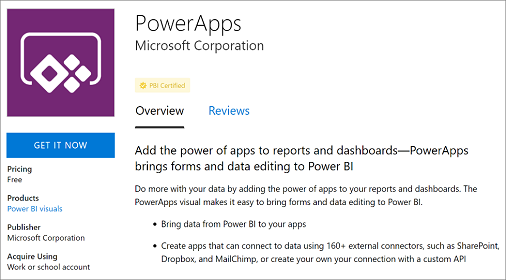 PowerApps
Microsoft Corporation
PBI Certified
Overview
Reviews
GET IT NOW
Pricing
Free
Products
Power BI visuals
Publisher
Microsoft Corporation
Acquire Using
Work or school account
Add the power of apps to reports and dashboards—PowerApps
brings forms and data editing to Power BI
Do more with your data by adding the power of apps to your reports and dashboards. The
PowerApps visual makes it easy to bring forms and data editing to Power BI.
• Bring data from Power BI to your apps
• Create apps that can connect to data using 160+ external connectors, such as SharePoint,
Dropbox, and MailChimp, or create your own your connection with a custom API